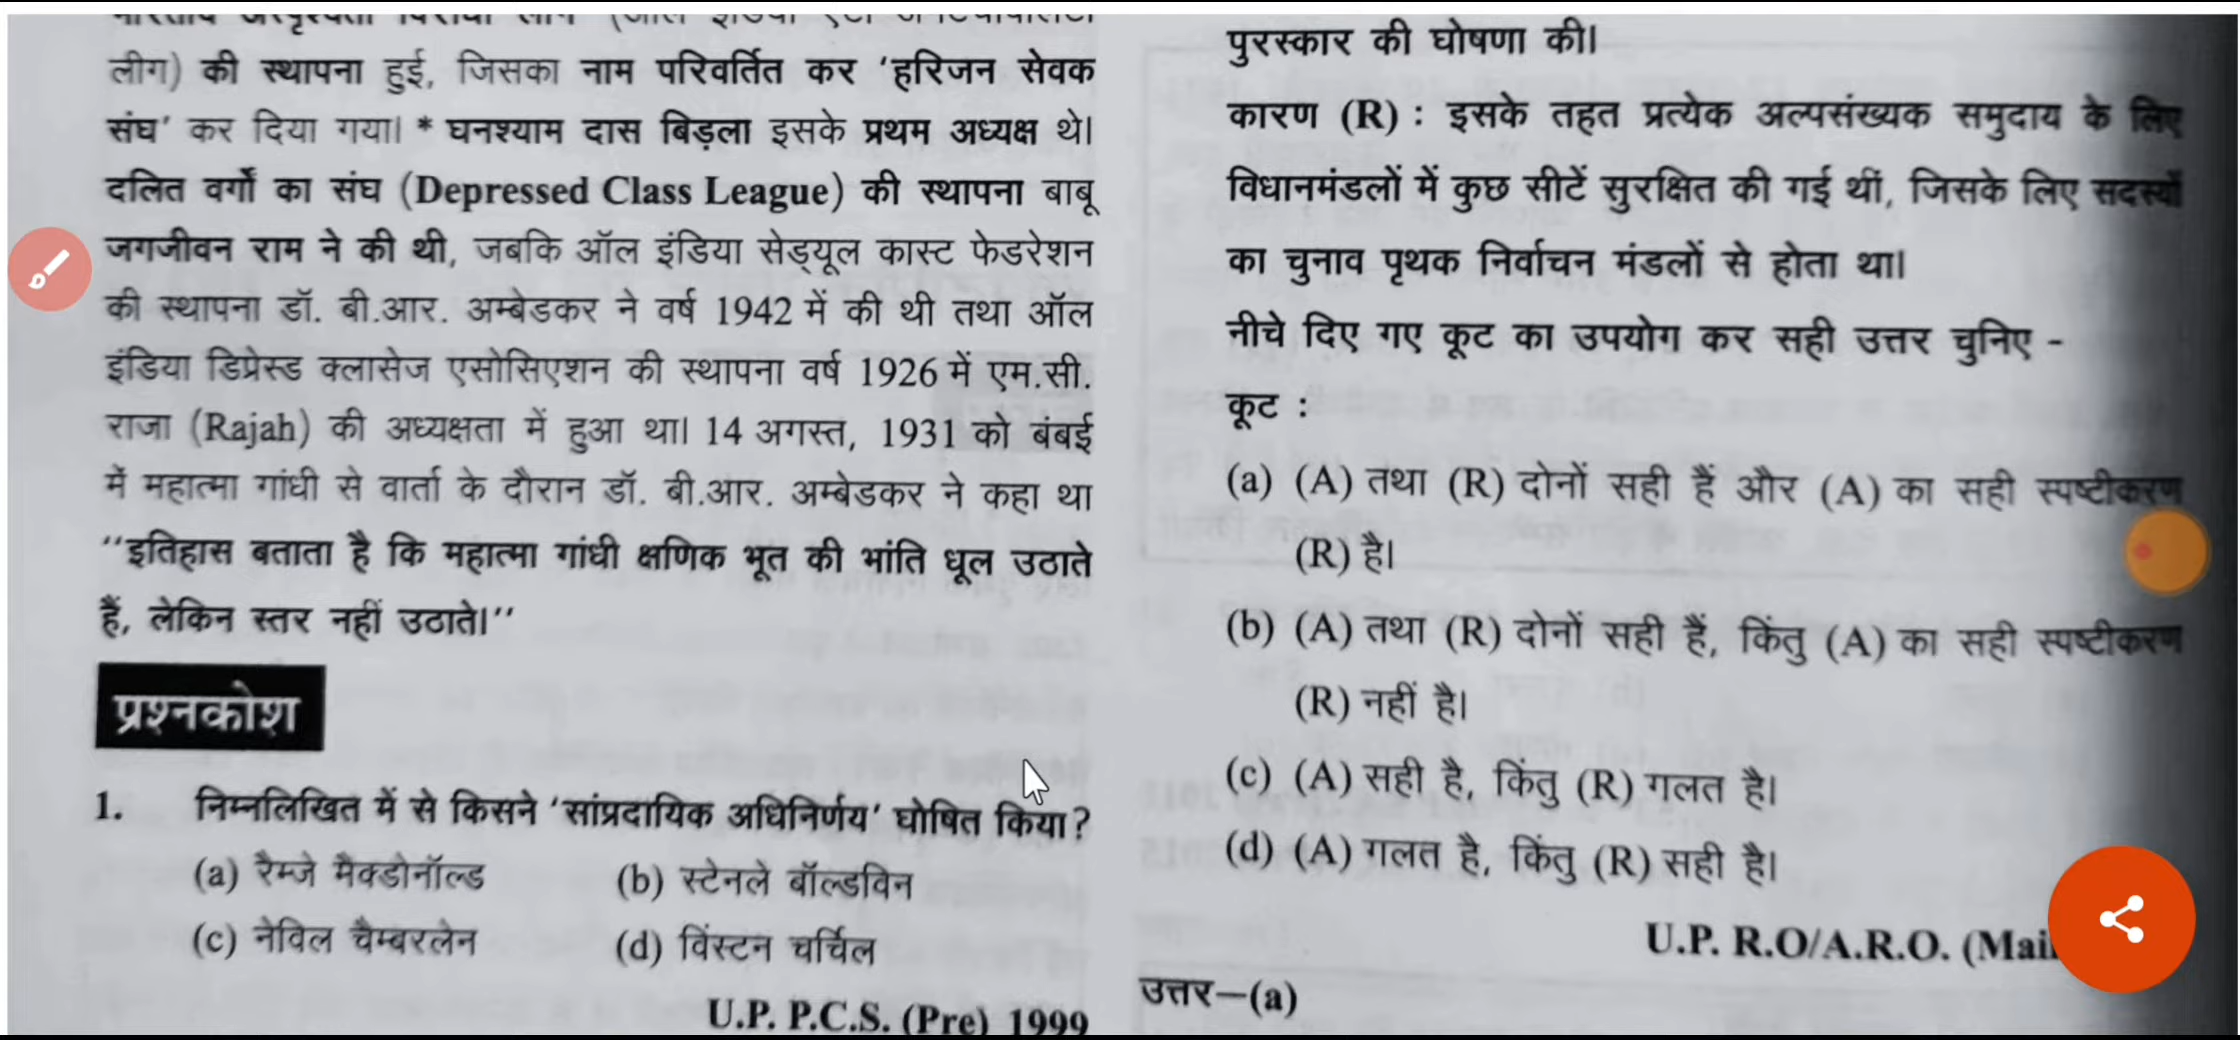 लीग) की स्थापना हुई, जिसका नाम परिवर्तित कर 'हरिजन सेवक
संघ' कर दिया गया। * घनश्याम दास बिड़ला इसके प्रथम अध्यक्ष थे।
दलित वर्गों का संघ (Depressed Class League) की स्थापना बाबू
जगजीवन राम ने की थी, जबकि ऑल इंडिया सेड्यूल कास्ट फेडरेशन
की स्थापना डॉ. बी.आर. अम्बेडकर ने वर्ष 1942 में की थी तथा ऑल
इंडिया डिप्रेस्ड क्लासेज एसोसिएशन की स्थापना वर्ष 1926 में एम.सी.
राजा (Rajah) की अध्यक्षता में हुआ था। 14 अगस्त, 1931 को बंबई
में महात्मा गांधी से वार्ता के दौरान डॉ. बी.आर. अम्बेडकर ने कहा था
''इतिहास बताता है कि महात्मा गांधी क्षणिक भूत की भांति धूल उठाते
हैं, लेकिन स्तर नहीं उठाते।''
प्रश्नकोश
1. निम्नलिखित में से किसने 'सांप्रदायिक अधिनिर्णय' घोषित किया?
(a) रैम्जे मैक्डोनॉल्ड (b) स्टेनले बॉल्डविन
(c) नेविल चैम्बरलेन (d) विंस्टन चर्चिल
U.P. P.C.S. (Pre) 1999
पुरस्कार की घोषणा की।
कारण (R) : इसके तहत प्रत्येक अल्पसंख्यक समुदाय के लिए
विधानमंडलों में कुछ सीटें सुरक्षित की गई थीं, जिसके लिए सदस्यों
का चुनाव पृथक निर्वाचन मंडलों से होता था।
नीचे दिए गए कूट का उपयोग कर सही उत्तर चुनिए -
कूट :
(a) (A) तथा (R) दोनों सही हैं और (A) का सही स्पष्टीकरण
(R) है।
(b) (A) तथा (R) दोनों सही हैं, किंतु (A) का सही स्पष्टीकरण
(R) नहीं है।
(c) (A) सही है, किंतु (R) गलत है।
(d) (A) गलत है, किंतु (R) सही है।
U.P. R.O/A.R.O. (Mai
उत्तर—(a)